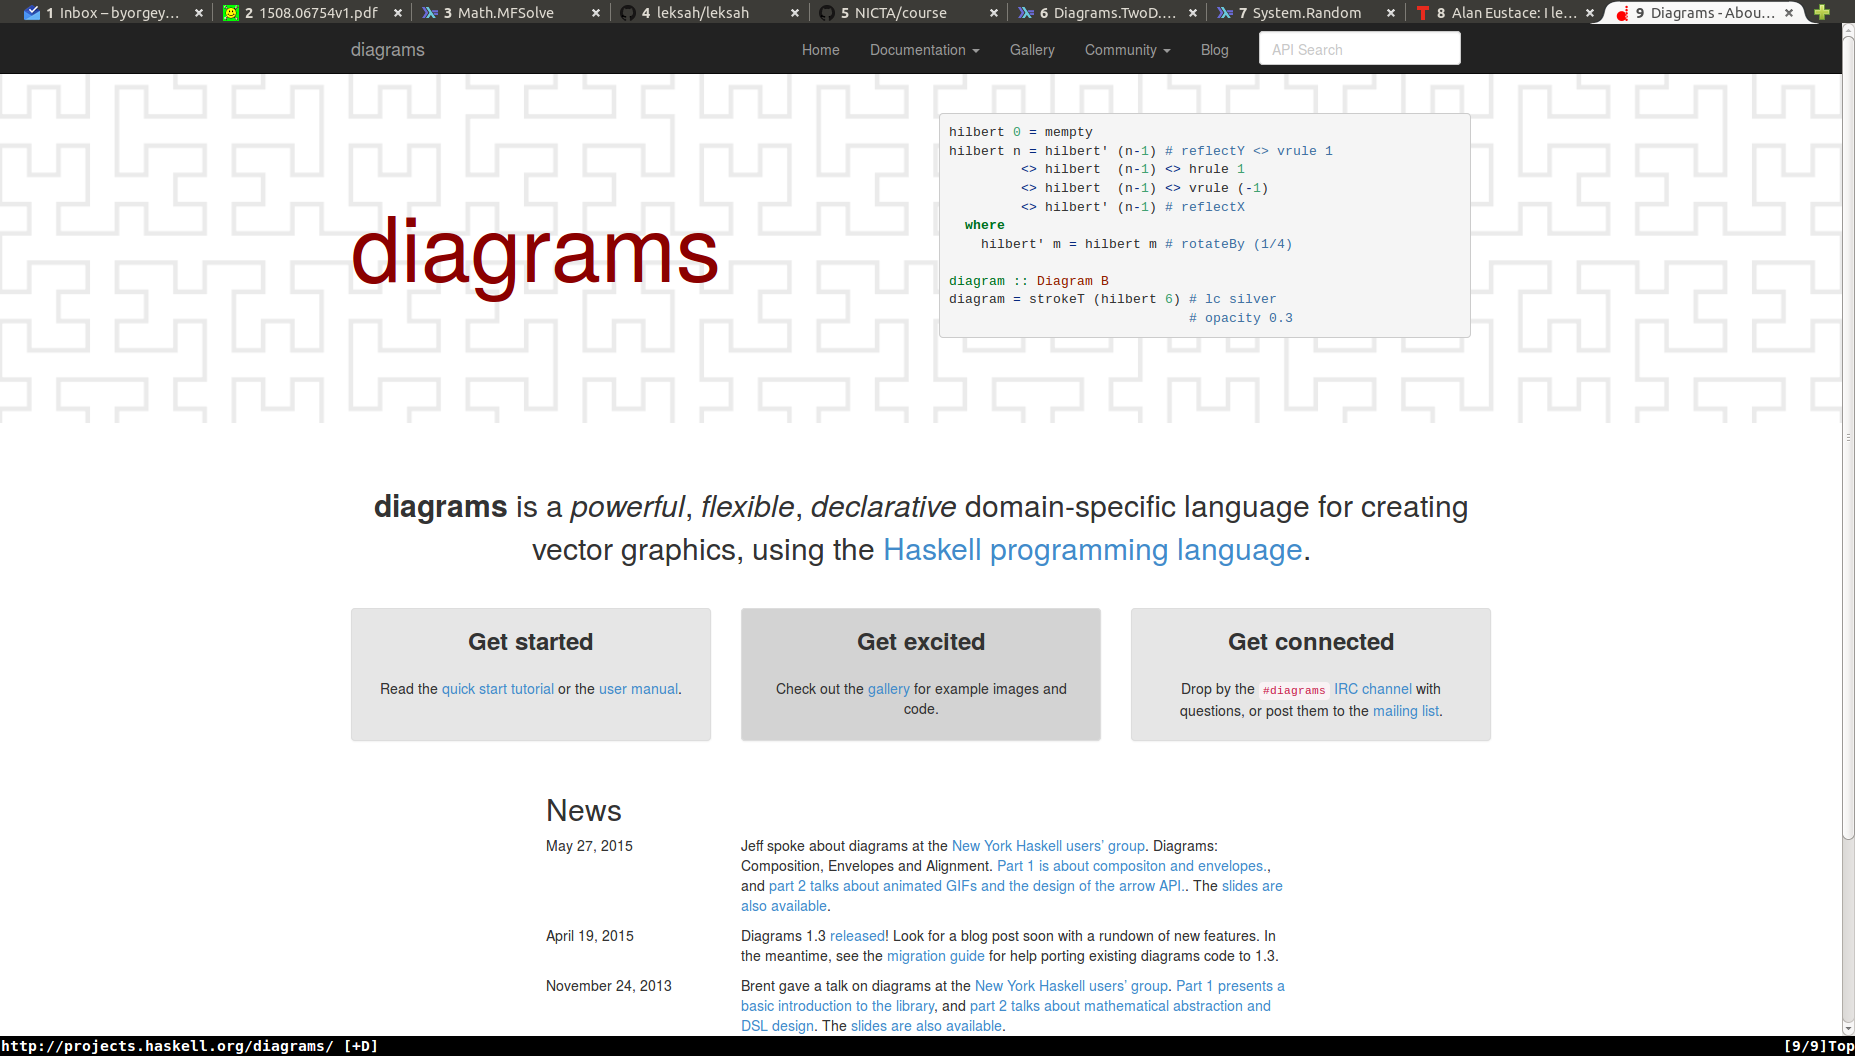 1 Inbox – byorgey...
2 1508.06754v1.pdf
3 Math.MFSolve
4 leksah/leksah
5 NICTA/course
6 Diagrams.TwoD....
7 System.Random
8 Alan Eustace: I le...
9 Diagrams - Abou...
diagrams
Home
Documentation
Gallery
Community
Blog
API Search
diagrams
hilbert 0 = mempty
hilbert n = hilbert' (n-1) # reflectY <> vrule 1
         <> hilbert  (n-1) <> hrule 1
         <> hilbert  (n-1) <> vrule (-1)
         <> hilbert' (n-1) # reflectX
  where
    hilbert' m = hilbert m # rotateBy (1/4)
diagram :: Diagram B
diagram = strokeT (hilbert 6) # lc silver
                              # opacity 0.3
diagrams is a powerful, flexible, declarative domain-specific language for creating
vector graphics, using the Haskell programming language.
Get started
Read the quick start tutorial or the user manual.
Get excited
Check out the gallery for example images and
code.
Get connected
Drop by the #diagrams IRC channel with
questions, or post them to the mailing list.
News
May 27, 2015
Jeff spoke about diagrams at the New York Haskell users' group. Diagrams:
Composition, Envelopes and Alignment. Part 1 is about compositon and envelopes.,
and part 2 talks about animated GIFs and the design of the arrow API.. The slides are
also available.
April 19, 2015
Diagrams 1.3 released! Look for a blog post soon with a rundown of new features. In
the meantime, see the migration guide for help porting existing diagrams code to 1.3.
November 24, 2013
Brent gave a talk on diagrams at the New York Haskell users' group. Part 1 presents a
basic introduction to the library, and part 2 talks about mathematical abstraction and
DSL design. The slides are also available.
http://projects.haskell.org/diagrams/ [+D]
[9/9]Top